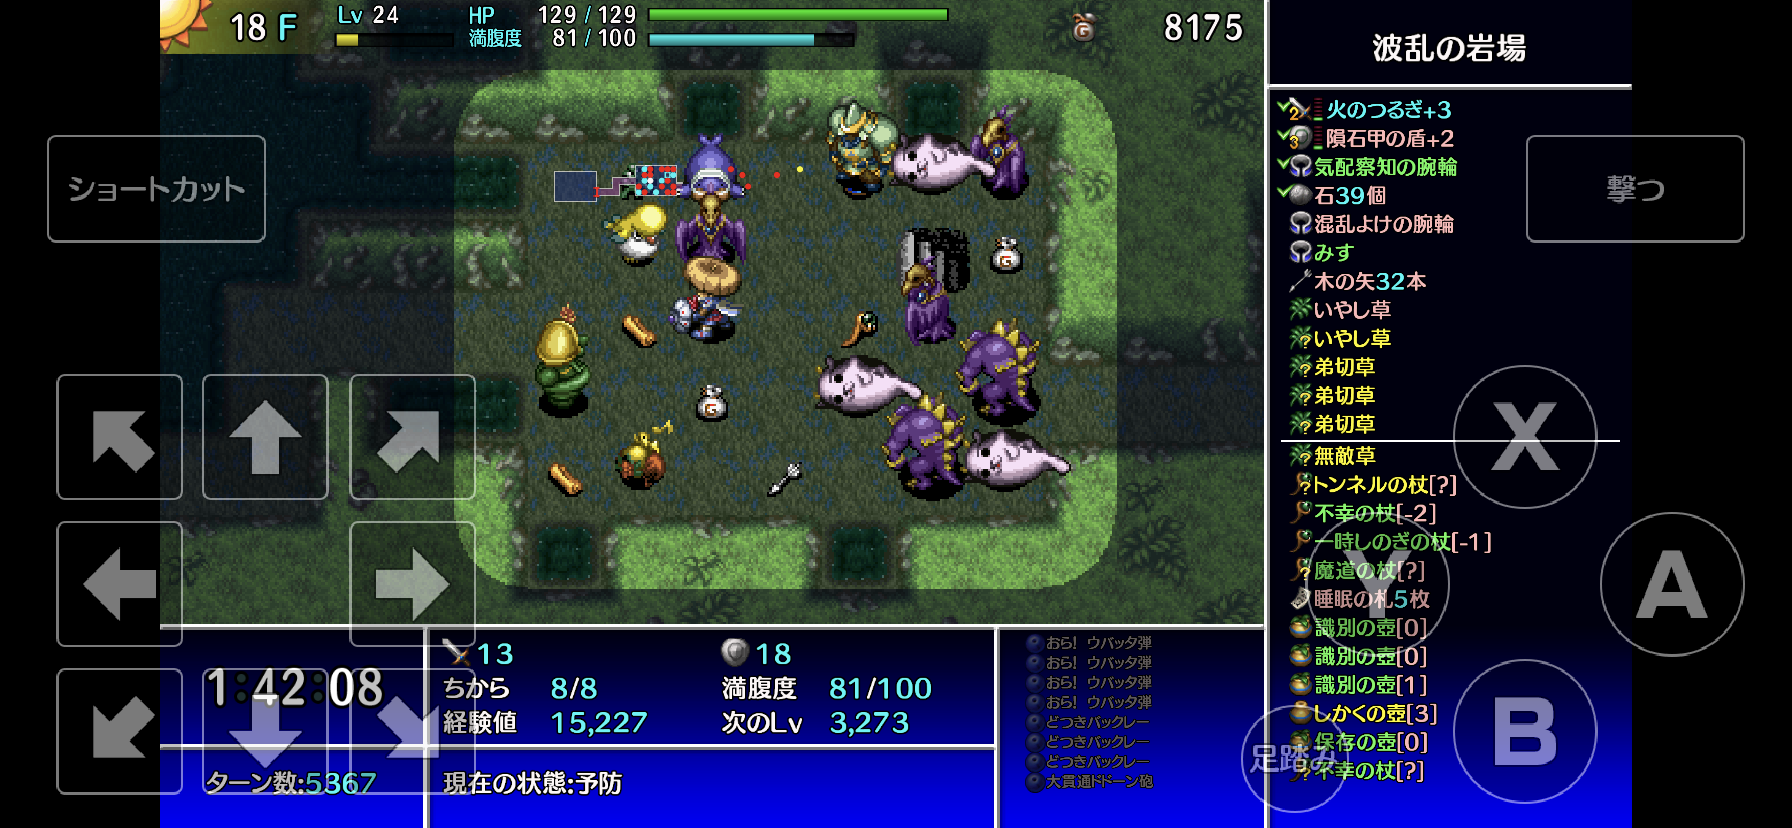 18 F
Lv 24
HP 129 / 129
満腹度 81 / 100
8175
波乱の岩場
ショートカット
撃つ
2 火のつるぎ+3
3 隕石甲の盾+2
気配察知の腕輪
石39個
混乱よけの腕輪
みす
木の矢32本
いやし草
?いやし草
?弟切草
?弟切草
?弟切草
?無敵草
?トンネルの杖[?]
不幸の杖[-2]
一時しのぎの杖[-1]
?魔道の杖[?]
睡眠の札5枚
識別の壺[0]
識別の壺[0]
識別の壺[1]
しかくの壺[3]
保存の壺[0]
?不幸の杖[?]
X
Y
A
B
足踏み
G
G
G
1:42:08
ターン数:5367
13
18
ちから 8/8
満腹度 81/100
経験値 15,227
次のLv 3,273
現在の状態:予防
おら! ウバッタ弾
おら! ウバッタ弾
おら! ウバッタ弾
おら! ウバッタ弾
どつきバックレー
どつきバックレー
どつきバックレー
大貫通ドドーン砲